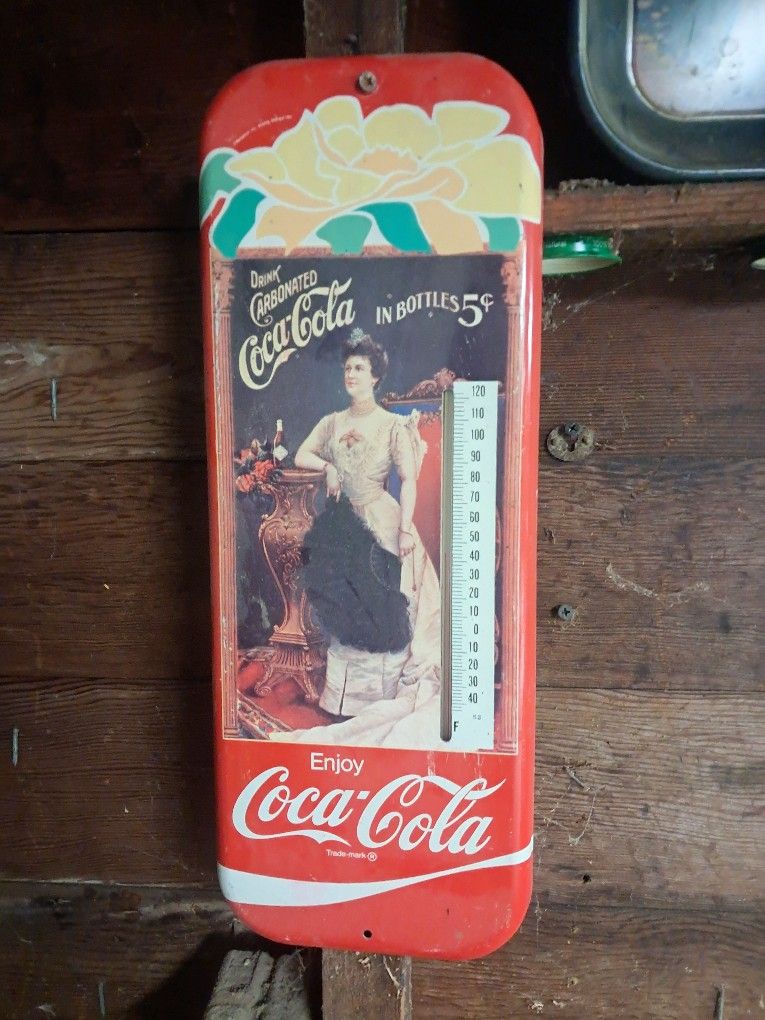 DRINK
CARBONATED
Coca-Cola
IN BOTTLES 5¢
120
110
100
90
80
70
60
50
40
30
20
10
0
10
20
30
40
F
Enjoy
Coca-Cola
Trade-mark ®